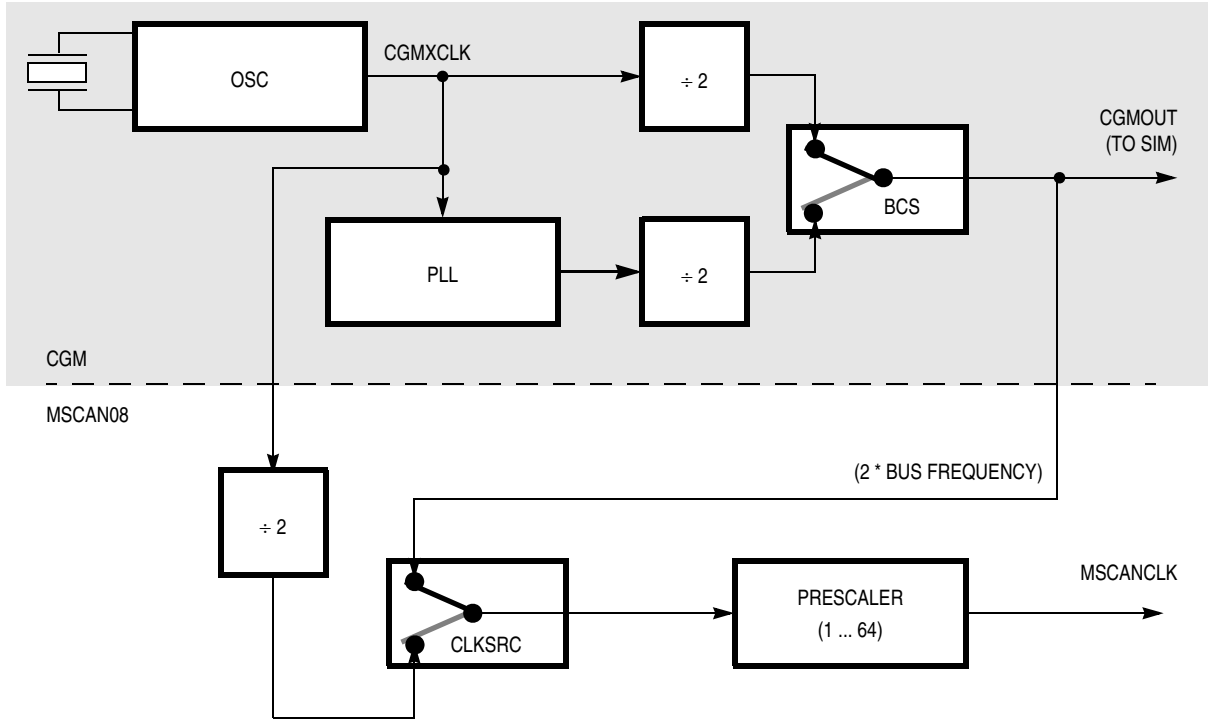 CGMXCLK
OSC
÷ 2
CGMOUT
(TO SIM)
BCS
PLL
÷ 2
CGM
MSCAN08
(2 * BUS FREQUENCY)
÷ 2
MSCANCLK
PRESCALER
(1 ... 64)
CLKSRC